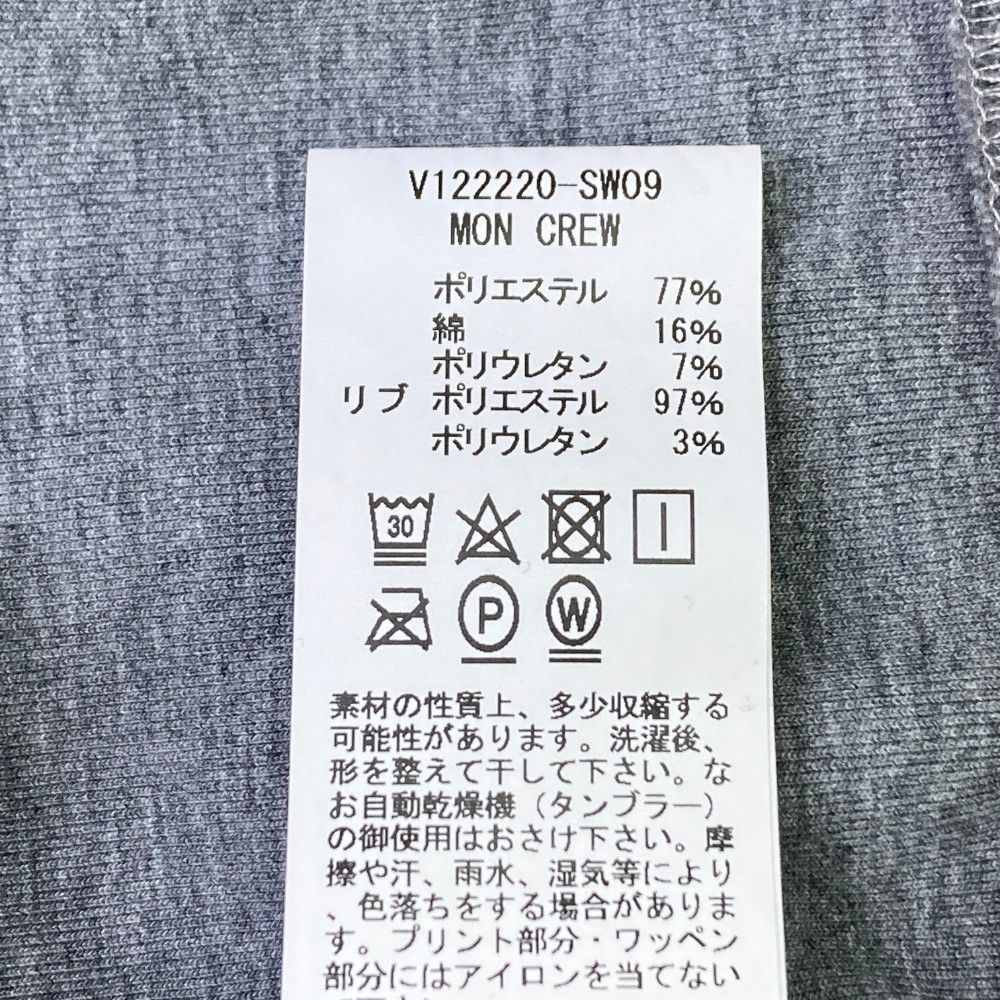 V122220-SW09
MON CREW
ポリエステル 77%
綿 16%
ポリウレタン 7%
リブ ポリエステル 97%
ポリウレタン 3%
30
P W
素材の性質上、多少収縮する
可能性があります。洗濯後、
形を整えて干して下さい。な
お自動乾燥機（タンブラー）
の御使用はおさけ下さい。摩
擦や汗、雨水、湿気等により
、色落ちをする場合がありま
す。プリント部分・ワッペン
部分にはアイロンを当てない